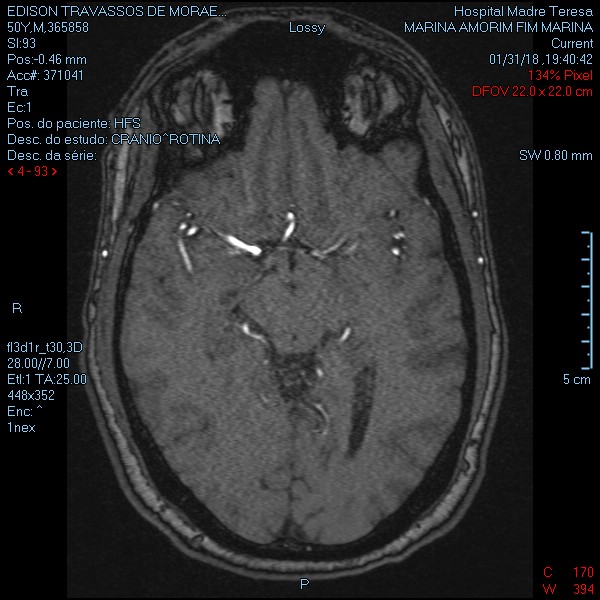 EDISON TRAVASSOS DE MORAE...
50Y,M,365858
Sl:93
Pos:-0.46 mm
Acc#: 371041
Tra
Ec:1
Pos. do paciente: HFS
Desc. do estudo: CRANIO^ROTINA
Desc. da série:
< 4 - 93 >
Lossy
Hospital Madre Teresa
MARINA AMORIM FIM MARINA
Current
01/31/18 ,19:40:42
134% Pixel
DFOV 22.0 x 22.0 cm
SW 0.80 mm
R
5 cm
fl3d1r_t30,3D
28.00//7.00
Etl:1 TA:25.00
448x352
Enc: ^
1nex
P
C 170
W 394